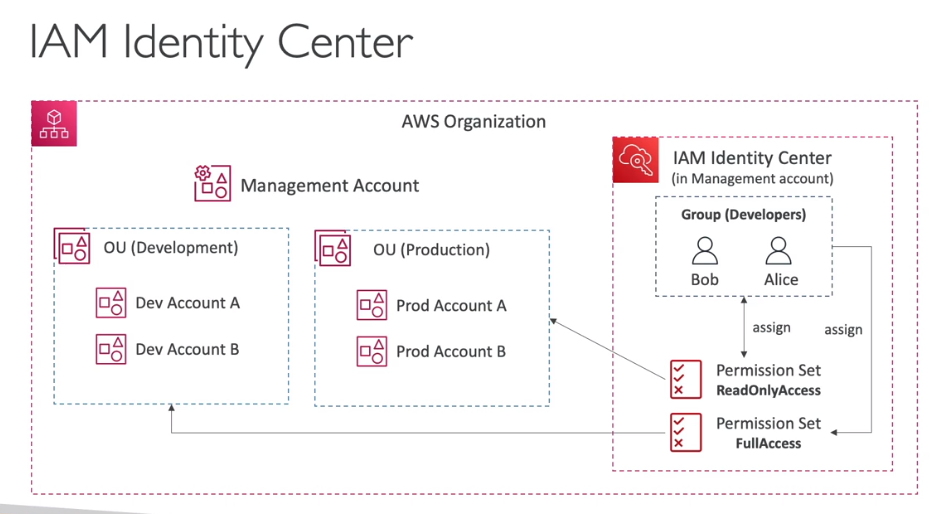 IAM Identity Center
AWS Organization
Management Account
OU (Development)
Dev Account A
Dev Account B
OU (Production)
Prod Account A
Prod Account B
IAM Identity Center
(in Management account)
Group (Developers)
Bob
Alice
assign
assign
Permission Set
ReadOnlyAccess
Permission Set
FullAccess